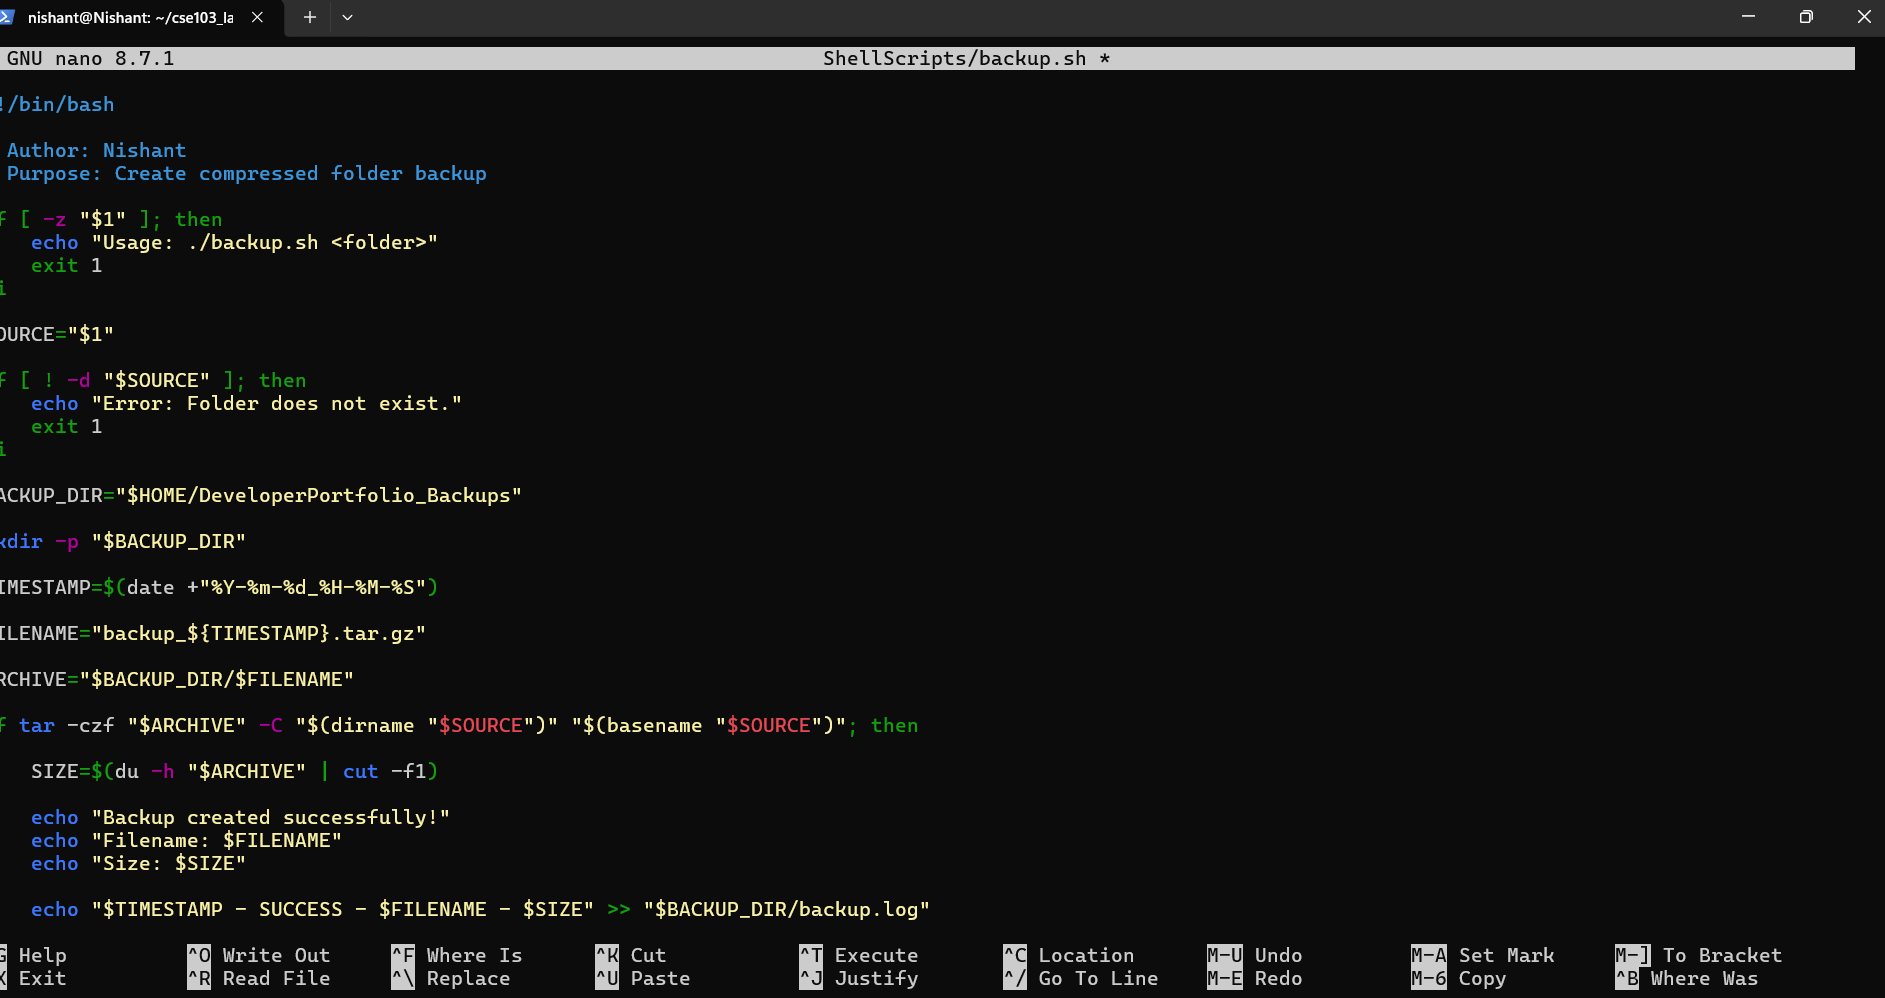 nishant@Nishant: ~/cse103_la
GNU nano 8.7.1 ShellScripts/backup.sh *
!/bin/bash
Author: Nishant
Purpose: Create compressed folder backup
f [ -z "$1" ]; then
echo "Usage: ./backup.sh <folder>"
exit 1
i
OURCE="$1"
f [ ! -d "$SOURCE" ]; then
echo "Error: Folder does not exist."
exit 1
i
ACKUP_DIR="$HOME/DeveloperPortfolio_Backups"
kdir -p "$BACKUP_DIR"
IMESTAMP=$(date +"%Y-%m-%d_%H-%M-%S")
ILENAME="backup_${TIMESTAMP}.tar.gz"
RCHIVE="$BACKUP_DIR/$FILENAME"
f tar -czf "$ARCHIVE" -C "$(dirname "$SOURCE")" "$(basename "$SOURCE")"; then
SIZE=$(du -h "$ARCHIVE" | cut -f1)
echo "Backup created successfully!"
echo "Filename: $FILENAME"
echo "Size: $SIZE"
echo "$TIMESTAMP - SUCCESS - $FILENAME - $SIZE" >> "$BACKUP_DIR/backup.log"
G Help ^O Write Out ^F Where Is ^K Cut ^T Execute ^C Location M-U Undo M-A Set Mark M-] To Bracket
X Exit ^R Read File ^\ Replace ^U Paste ^J Justify ^/ Go To Line M-E Redo M-6 Copy ^B Where Was